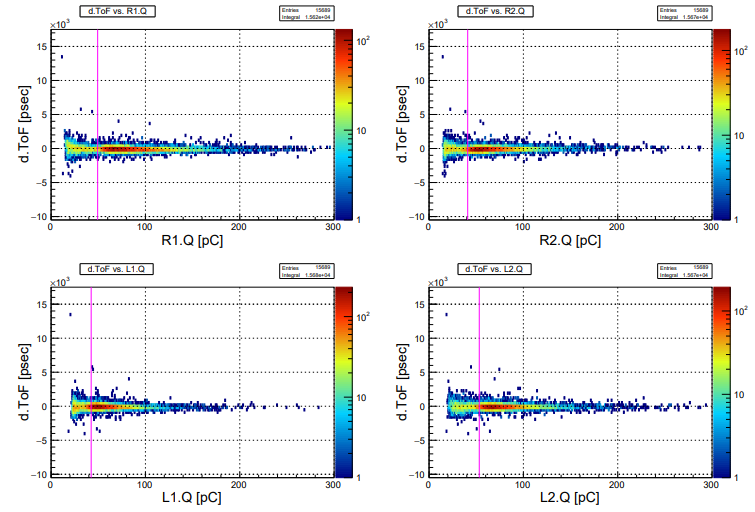 d.ToF vs. R1.Q
Entries 15689
Integral 1.562e+04
×10³
d.ToF [psec]
15
10
5
0
−5
−10
0 100 200 300
R1.Q [pC]
10²
10
1
d.ToF vs. R2.Q
Entries 15689
Integral 1.567e+04
×10³
d.ToF [psec]
15
10
5
0
−5
−10
0 100 200 300
R2.Q [pC]
10²
10
1
d.ToF vs. L1.Q
Entries 15689
Integral 1.568e+04
×10³
d.ToF [psec]
15
10
5
0
−5
−10
0 100 200 300
L1.Q [pC]
10²
10
1
d.ToF vs. L2.Q
Entries 15689
Integral 1.567e+04
×10³
d.ToF [psec]
15
10
5
0
−5
−10
0 100 200 300
L2.Q [pC]
10²
10
1